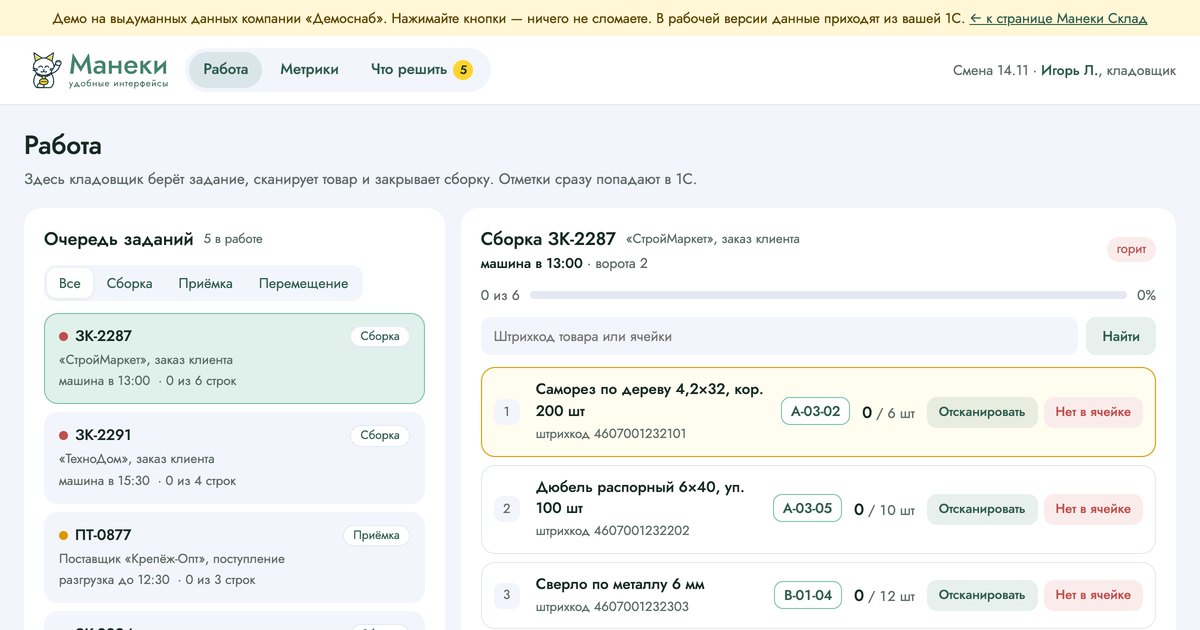 Демо на выдуманных данных компании «Демоснаб». Нажимайте кнопки — ничего не сломаете. В рабочей версии данные приходят из вашей 1С. ← к странице Манеки Склад
Манеки
удобные интерфейсы
Работа
Метрики
Что решить 5
Смена 14.11 · Игорь Л., кладовщик
Работа
Здесь кладовщик берёт задание, сканирует товар и закрывает сборку. Отметки сразу попадают в 1С.
Очередь заданий 5 в работе
Все Сборка Приёмка Перемещение
ЗК-2287 Сборка
«СтройМаркет», заказ клиента
машина в 13:00 · 0 из 6 строк
ЗК-2291 Сборка
«ТехноДом», заказ клиента
машина в 15:30 · 0 из 4 строк
ПТ-0877 Приёмка
Поставщик «Крепёж-Опт», поступление
разгрузка до 12:30 · 0 из 3 строк
Сборка ЗК-2287 «СтройМаркет», заказ клиента
машина в 13:00 · ворота 2
горит
0 из 6 0%
Штрихкод товара или ячейки Найти
1 Саморез по дереву 4,2×32, кор.
200 шт
штрихкод 4607001232101
A-03-02 0 / 6 шт Отсканировать Нет в ячейке
2 Дюбель распорный 6×40, уп.
100 шт
штрихкод 4607001232202
A-03-05 0 / 10 шт Отсканировать Нет в ячейке
3 Сверло по металлу 6 мм
штрихкод 4607001232303
B-01-04 0 / 12 шт Отсканировать Нет в ячейке